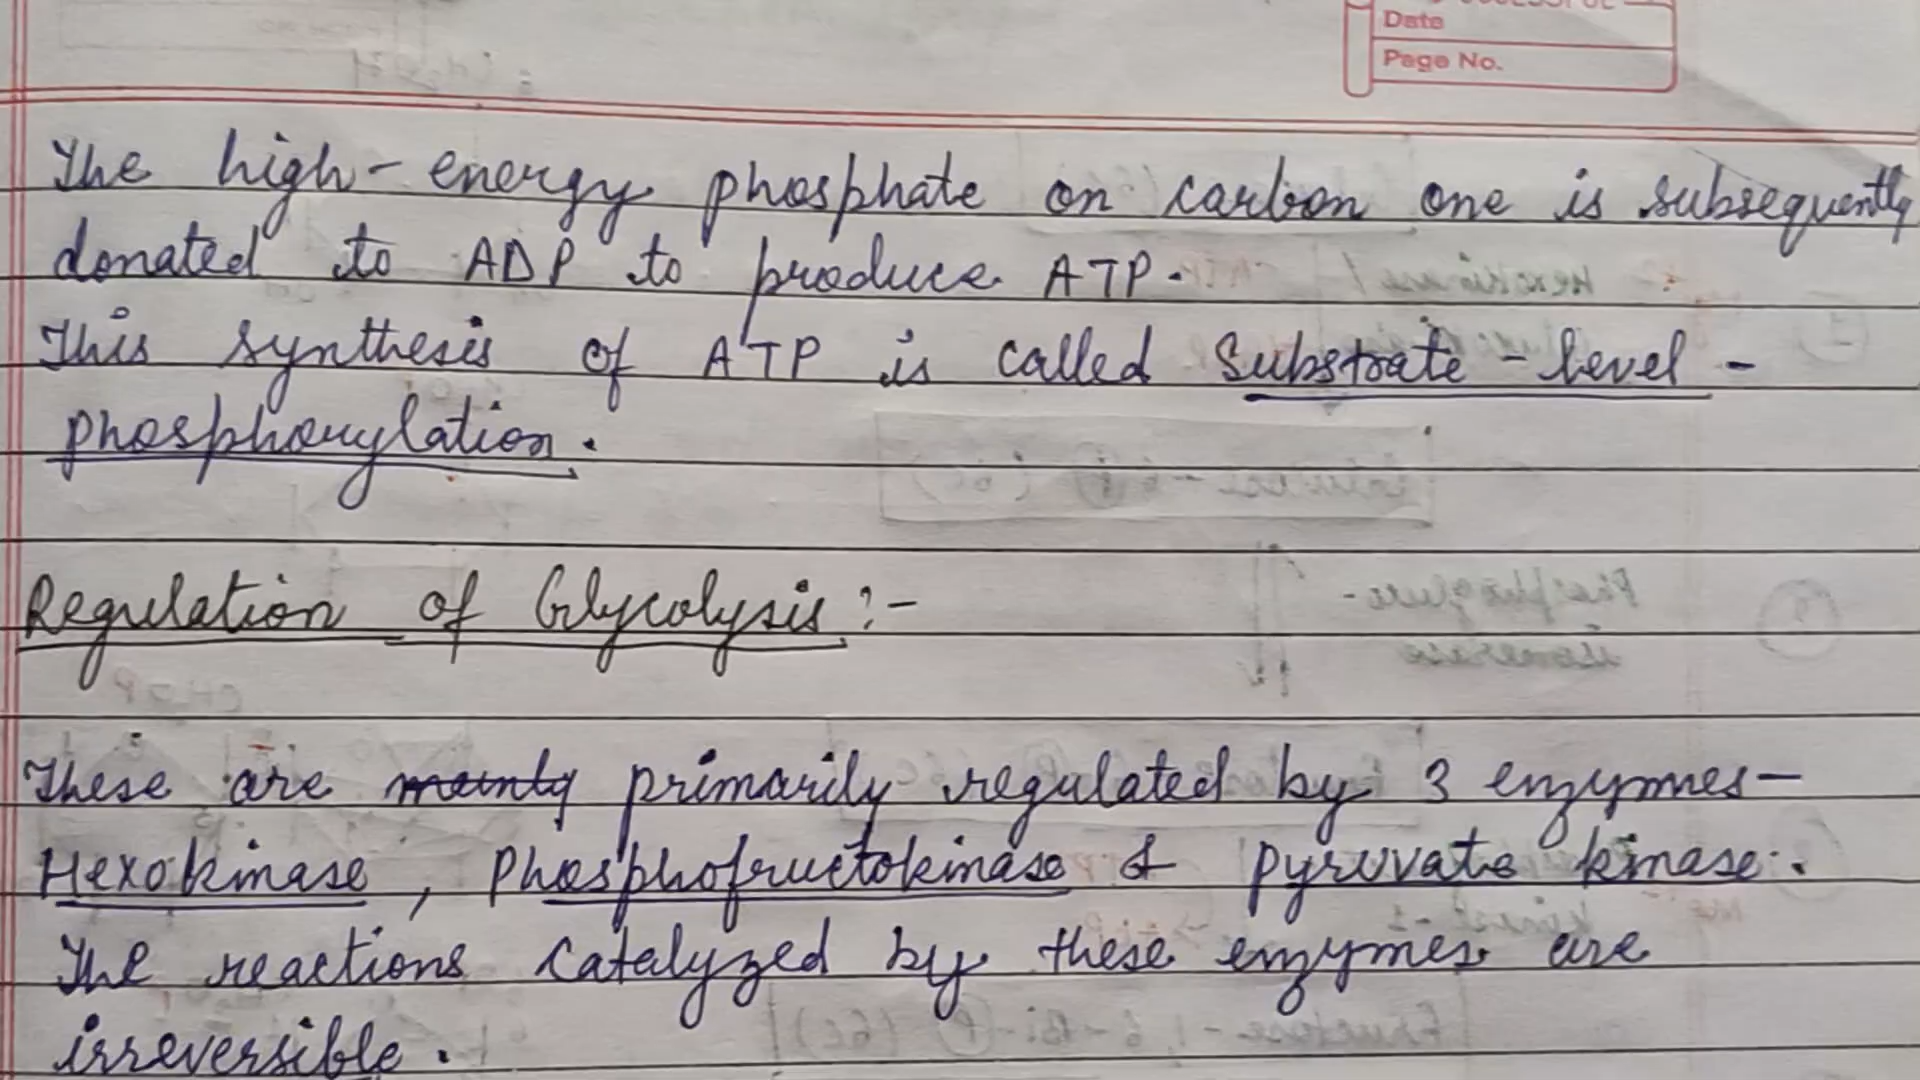 Date
Page No.
The high-energy phosphate on carbon one is subsequently
donated to ADP to produce ATP.
This synthesis of ATP is called Substrate-level-
phosphorylation.
Regulation of Glycolysis:-
These are mainly primarily regulated by 3 enzymes-
Hexokinase, Phosphofructokinase & pyruvate kinase.
The reactions catalyzed by these enzymes are
irreversible.